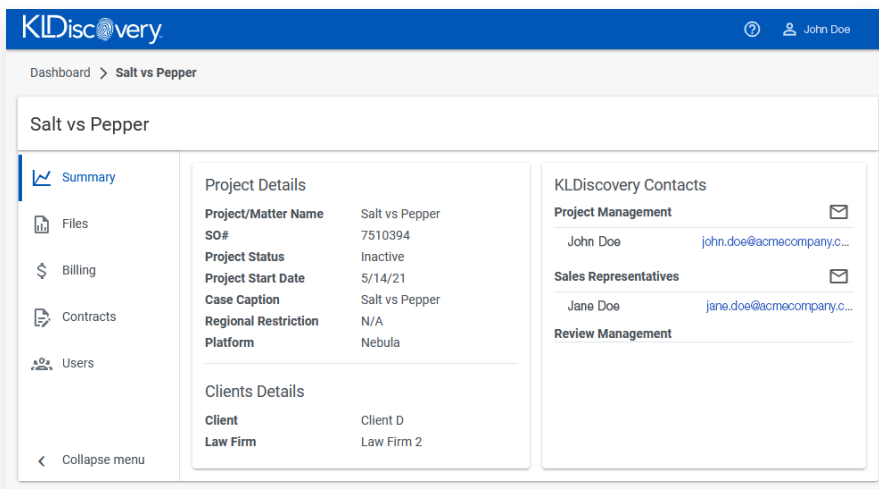 KLDiscovery.
John Doe
Dashboard > Salt vs Pepper
Salt vs Pepper
Summary
Files
Billing
Contracts
Users
Collapse menu
Project Details
Project/Matter Name Salt vs Pepper
SO# 7510394
Project Status Inactive
Project Start Date 5/14/21
Case Caption Salt vs Pepper
Regional Restriction N/A
Platform Nebula
Clients Details
Client Client D
Law Firm Law Firm 2
KLDiscovery Contacts
Project Management
John Doe john.doe@acmecompany.c...
Sales Representatives
Jane Doe jane.doe@acmecompany.c...
Review Management